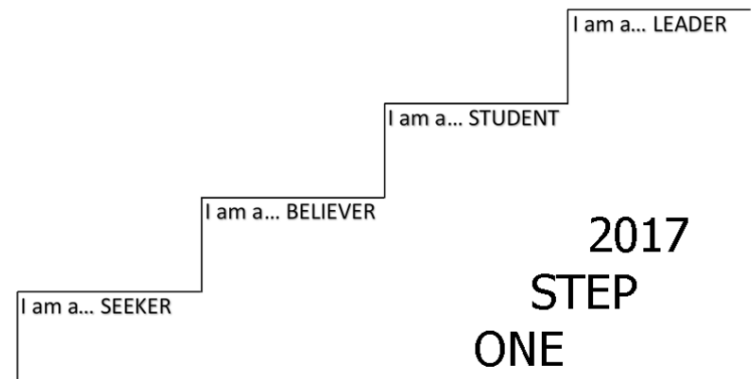 I am a... LEADER
I am a... STUDENT
I am a... BELIEVER
I am a... SEEKER
2017
STEP
ONE